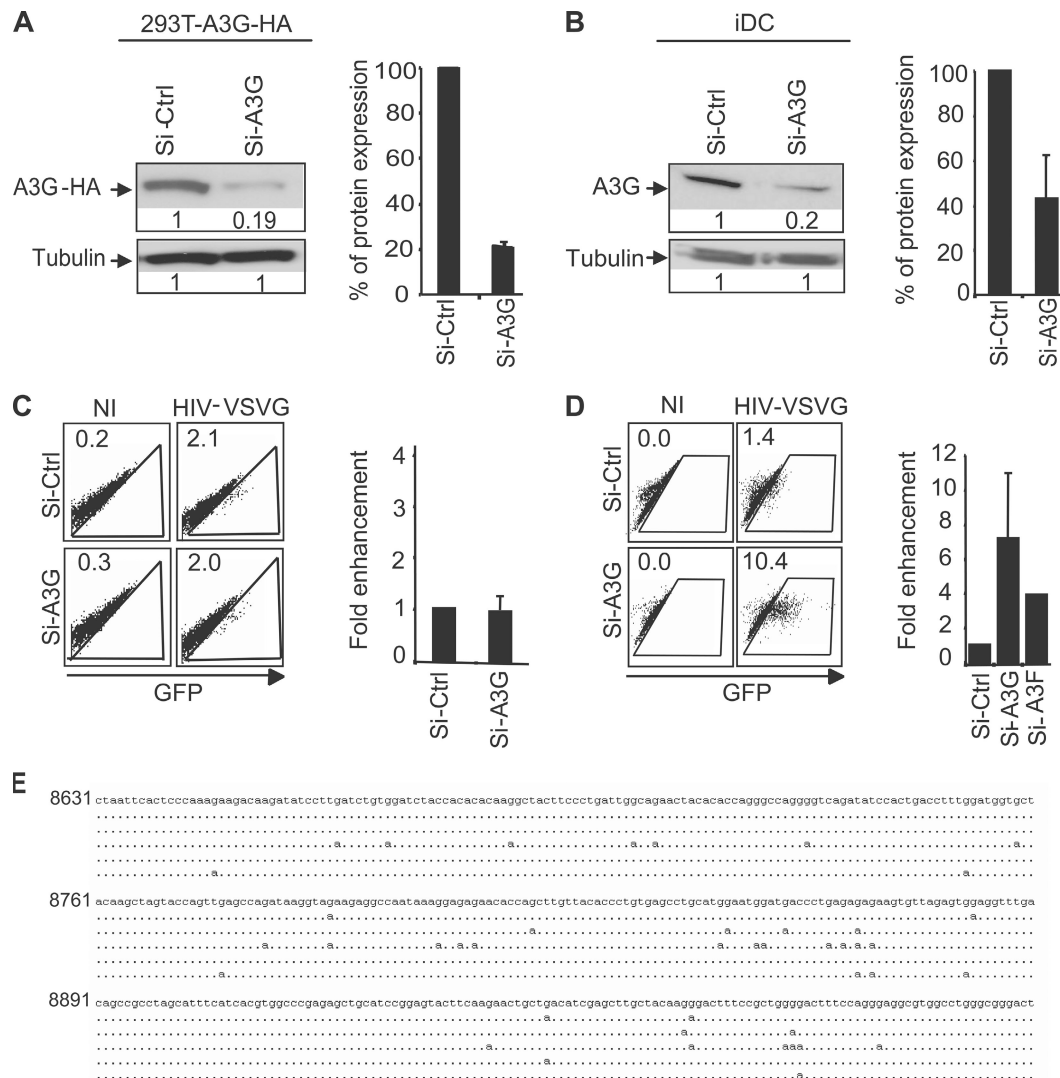 A
293T-A3G-HA
Si-Ctrl
Si-A3G
A3G-HA
1 0.19
Tubulin
1 1
% of protein expression
100
80
60
40
20
0
Si-Ctrl
Si-A3G
B
iDC
Si-Ctrl
Si-A3G
A3G
1 0.2
Tubulin
1 1
% of protein expression
100
80
60
40
20
0
Si-Ctrl
Si-A3G
C
NI HIV-VSVG
Si-Ctrl
0.2 2.1
Si-A3G
0.3 2.0
GFP
Fold enhancement
4
3
2
1
0
Si-Ctrl
Si-A3G
D
NI HIV-VSVG
Si-Ctrl
0.0 1.4
Si-A3G
0.0 10.4
GFP
Fold enhancement
12
10
8
6
4
2
0
Si-Ctrl
Si-A3G
Si-A3F
E
8631 ctaattcactcccaaagaagacaagatatccttgatctgtggatctaccacacacaaggctacttccctgattggcagaactacacaccagggccaggggtcagatatccactgacctttggatggtgct
8761 acaagctagtaccagttgagccagataaggtagaagaggccaataaaggagagaacaccagcttgttacaccctgtgagcctgcatggaatggatgaccctgagagagaagtgttagagtggaggtttga
8891 cagccgcctagcatttcatcacgtggcccgagagctgcatccggagtacttcaagaactgctgacatcgagcttgctacaagggactttccgctggggactttccagggaggcgtggcctgggcgggact